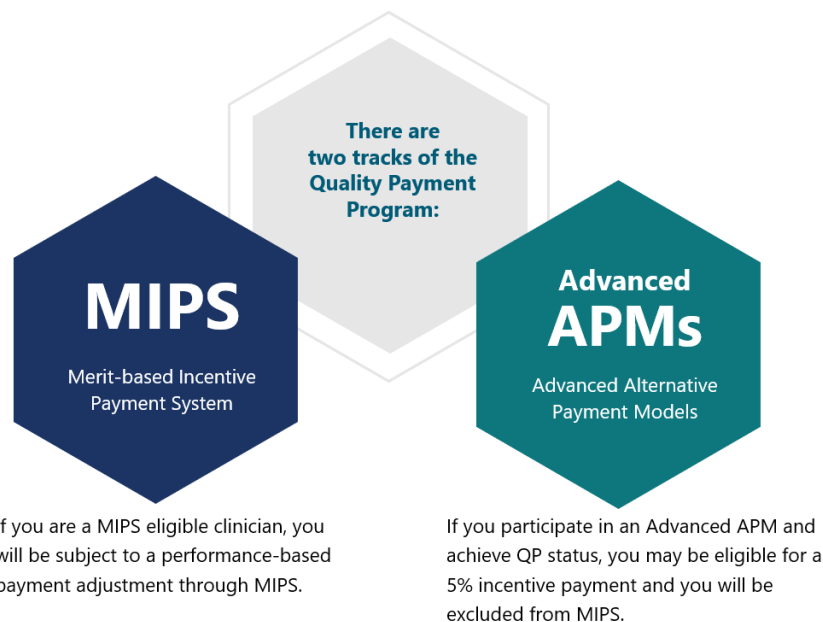 There are
two tracks of the
Quality Payment
Program:
MIPS
Merit-based Incentive
Payment System
Advanced
APMs
Advanced Alternative
Payment Models
f you are a MIPS eligible clinician, you
will be subject to a performance-based
payment adjustment through MIPS.
If you participate in an Advanced APM and
achieve QP status, you may be eligible for a
5% incentive payment and you will be
excluded from MIPS.